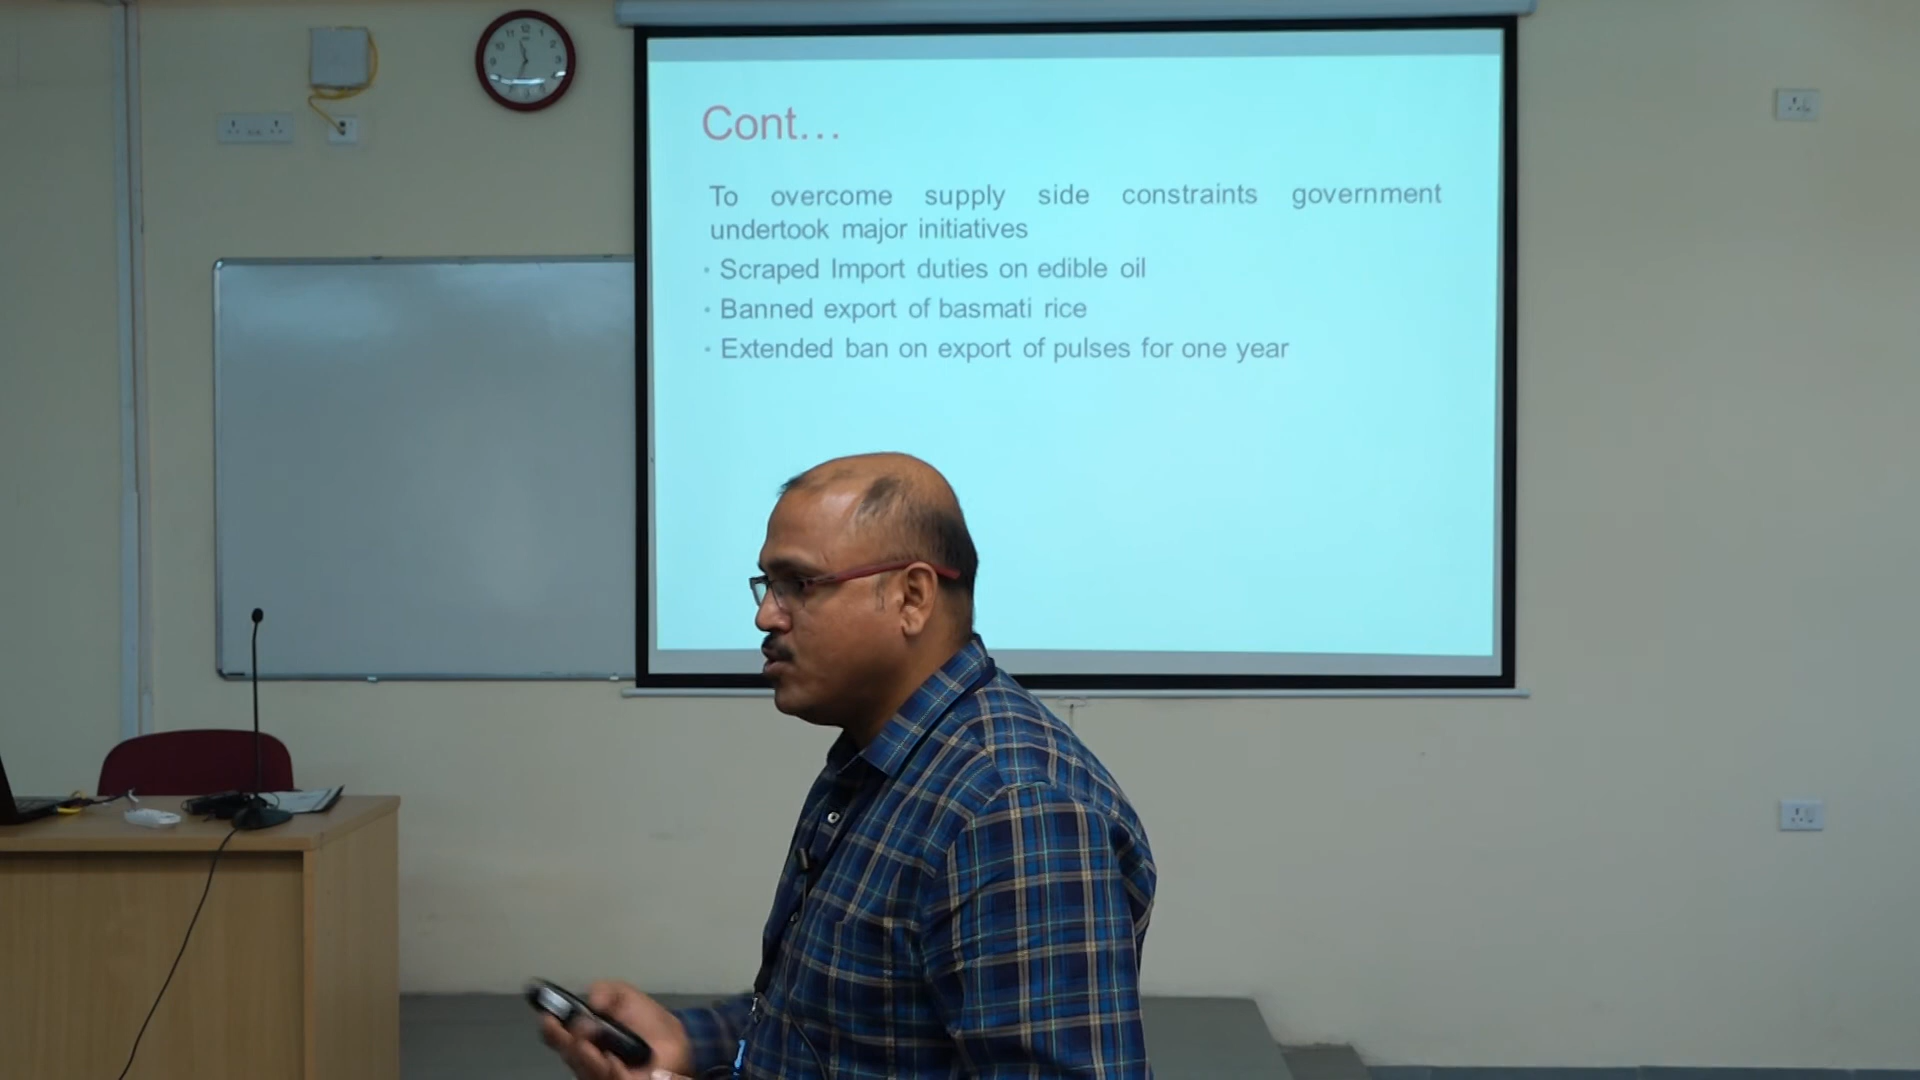 Cont...
To overcome supply side constraints government
undertook major initiatives
• Scraped Import duties on edible oil
• Banned export of basmati rice
• Extended ban on export of pulses for one year